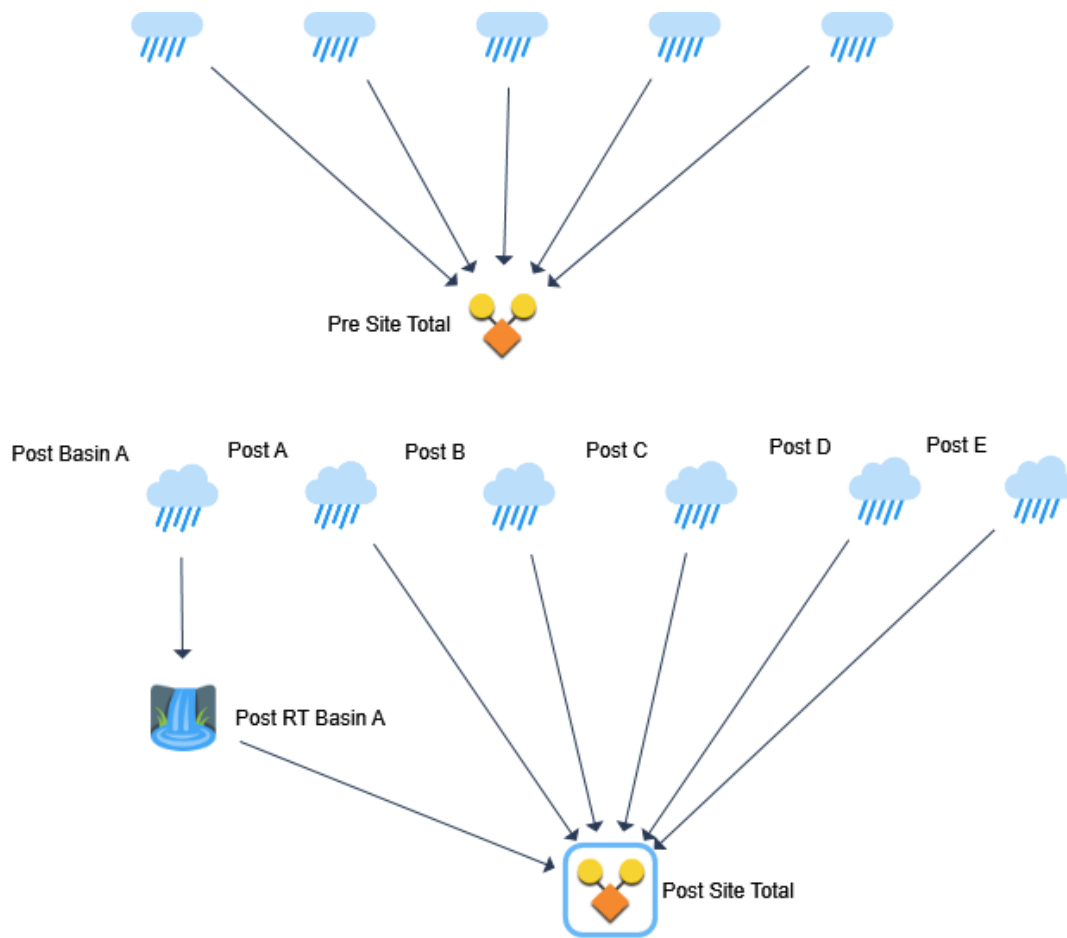 Pre Site Total
Post Basin A
Post A
Post B
Post C
Post D
Post E
Post RT Basin A
Post Site Total